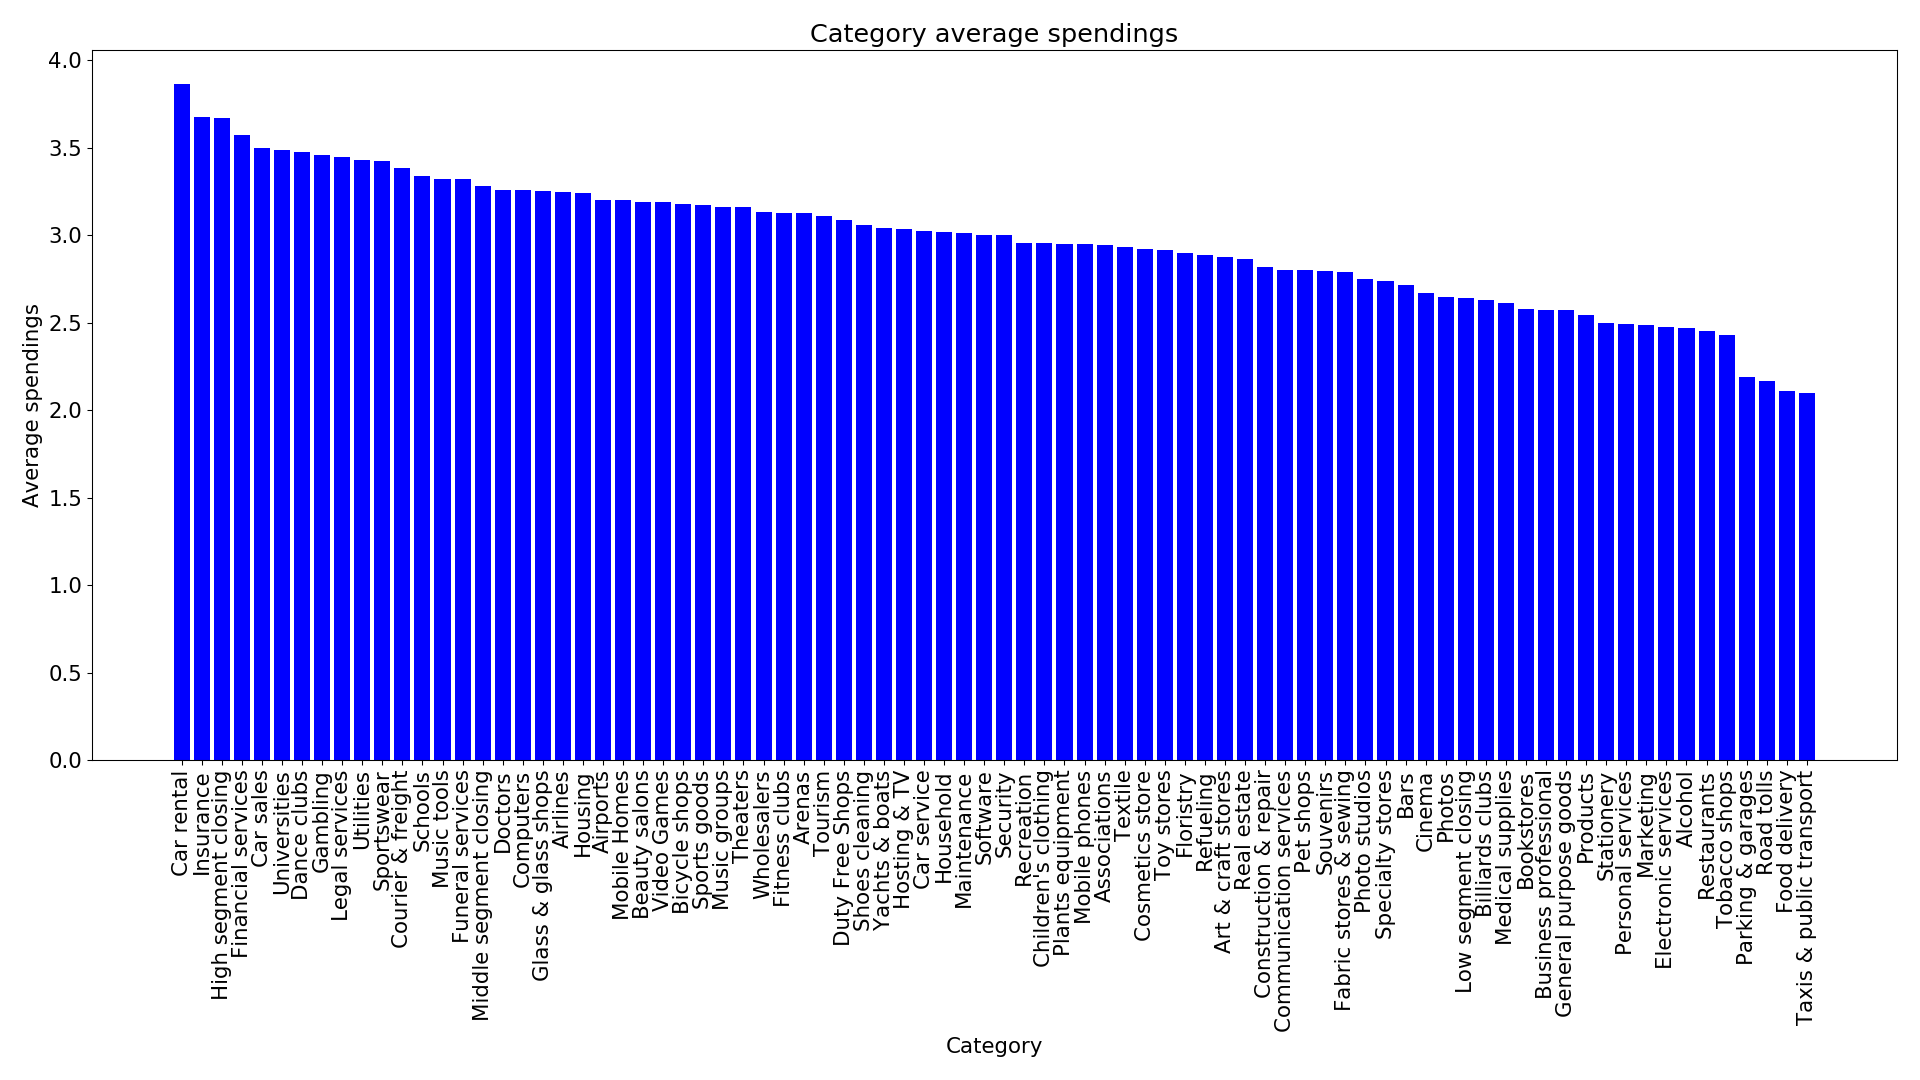 Category average spendings
4.0
3.5
3.0
2.5
2.0
1.5
1.0
0.5
0.0
Average spendings
Car rental
Insurance
High segment closing
Financial services
Car sales
Universities
Dance clubs
Gambling
Legal services
Utilities
Sportswear
Courier & freight
Schools
Music tools
Funeral services
Middle segment closing
Doctors
Computers
Glass & glass shops
Airlines
Housing
Airports
Mobile Homes
Beauty salons
Video Games
Bicycle shops
Sports goods
Music groups
Theaters
Wholesalers
Fitness clubs
Arenas
Tourism
Duty Free Shops
Shoes cleaning
Yachts & boats
Hosting & TV
Car service
Household
Maintenance
Software
Security
Recreation
Children's clothing
Plants equipment
Mobile phones
Associations
Textile
Cosmetics store
Toy stores
Floristry
Refueling
Art & craft stores
Real estate
Construction & repair
Communication services
Pet shops
Souvenirs
Fabric stores & sewing
Photo studios
Specialty stores
Bars
Cinema
Photos
Low segment closing
Billiards clubs
Medical supplies
Bookstores
Business professional
General purpose goods
Products
Stationery
Personal services
Marketing
Electronic services
Alcohol
Restaurants
Tobacco shops
Parking & garages
Road tolls
Food delivery
Taxis & public transport
Category